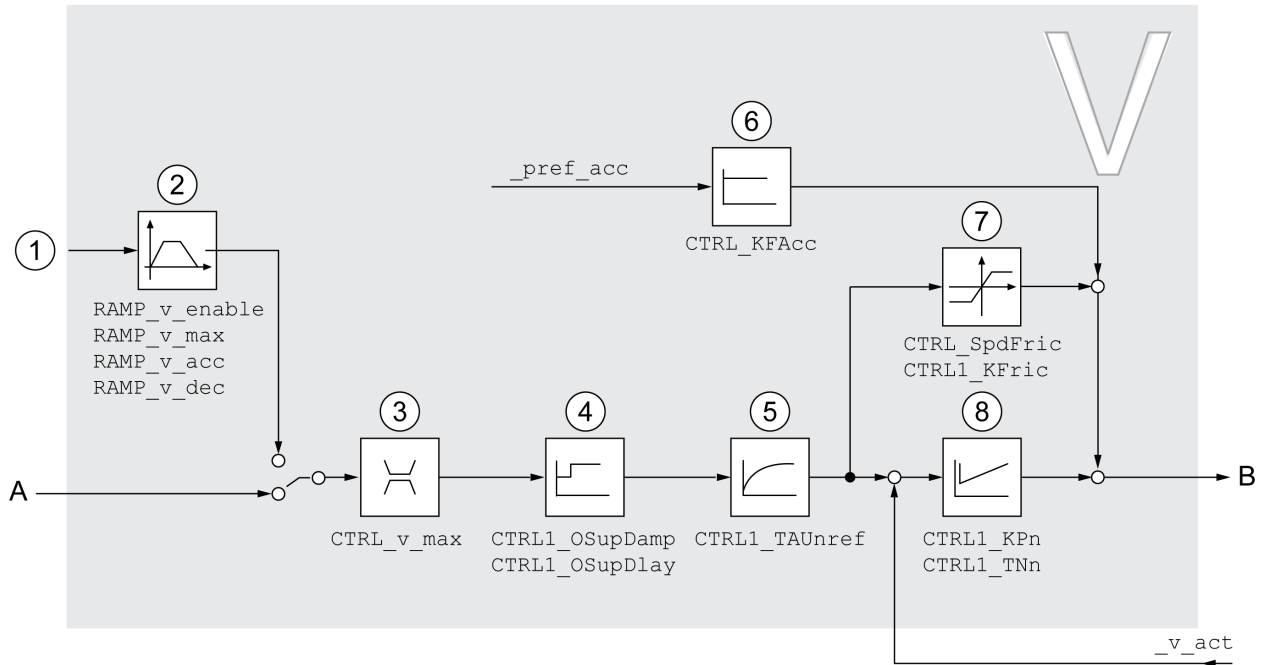 V
6
_pref_acc
CTRL_KFAcc
2
1
RAMP_v_enable
RAMP_v_max
RAMP_v_acc
RAMP_v_dec
7
CTRL_SpdFric
CTRL1_KFric
3
4
5
8
A
B
CTRL_v_max
CTRL1_OSupDamp
CTRL1_OSupDlay
CTRL1_TAUnref
CTRL1_KPn
CTRL1_TNn
_v_act